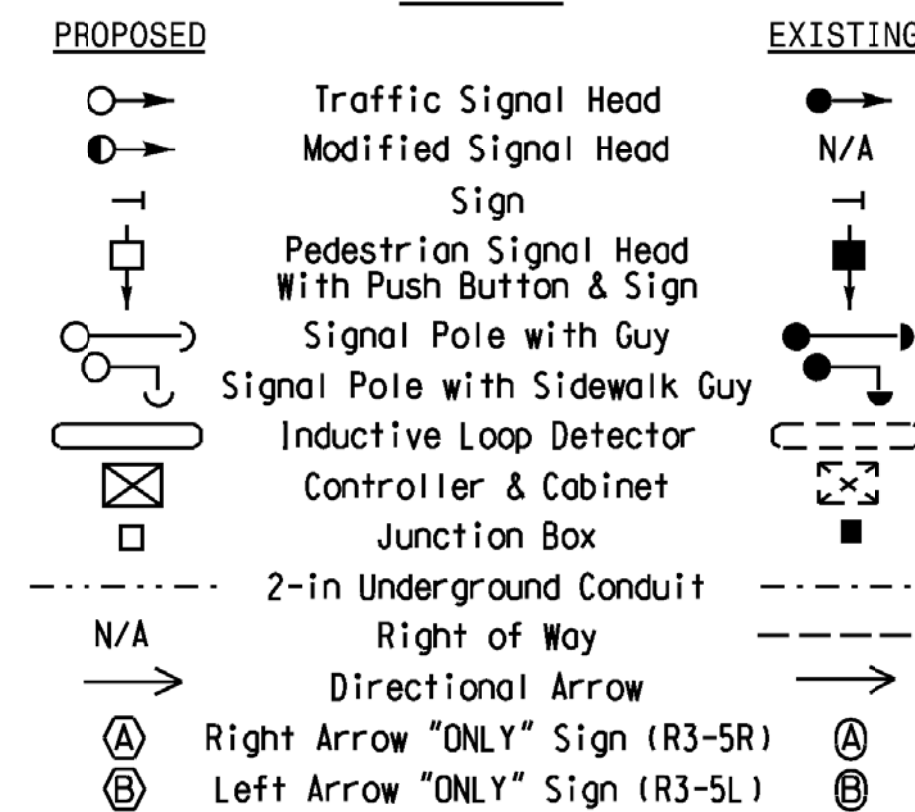 PROPOSED EXISTING
Traffic Signal Head
Modified Signal Head N/A
Sign
Pedestrian Signal Head
With Push Button & Sign
Signal Pole with Guy
Signal Pole with Sidewalk Guy
Inductive Loop Detector
Controller & Cabinet
Junction Box
2-in Underground Conduit
N/A Right of Way
Directional Arrow
A Right Arrow "ONLY" Sign (R3-5R) A
B Left Arrow "ONLY" Sign (R3-5L) B